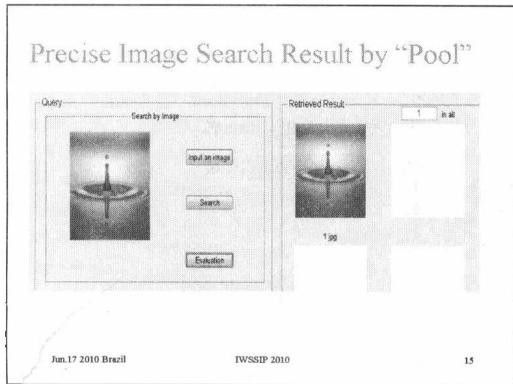 Precise Image Search Result by “Pool”
Query
Search by Image
Input an image
Search
Evaluation
Retrieved Result
1 in all
1.jpg
Jun.17 2010 Brazil
IWSSIP 2010
15